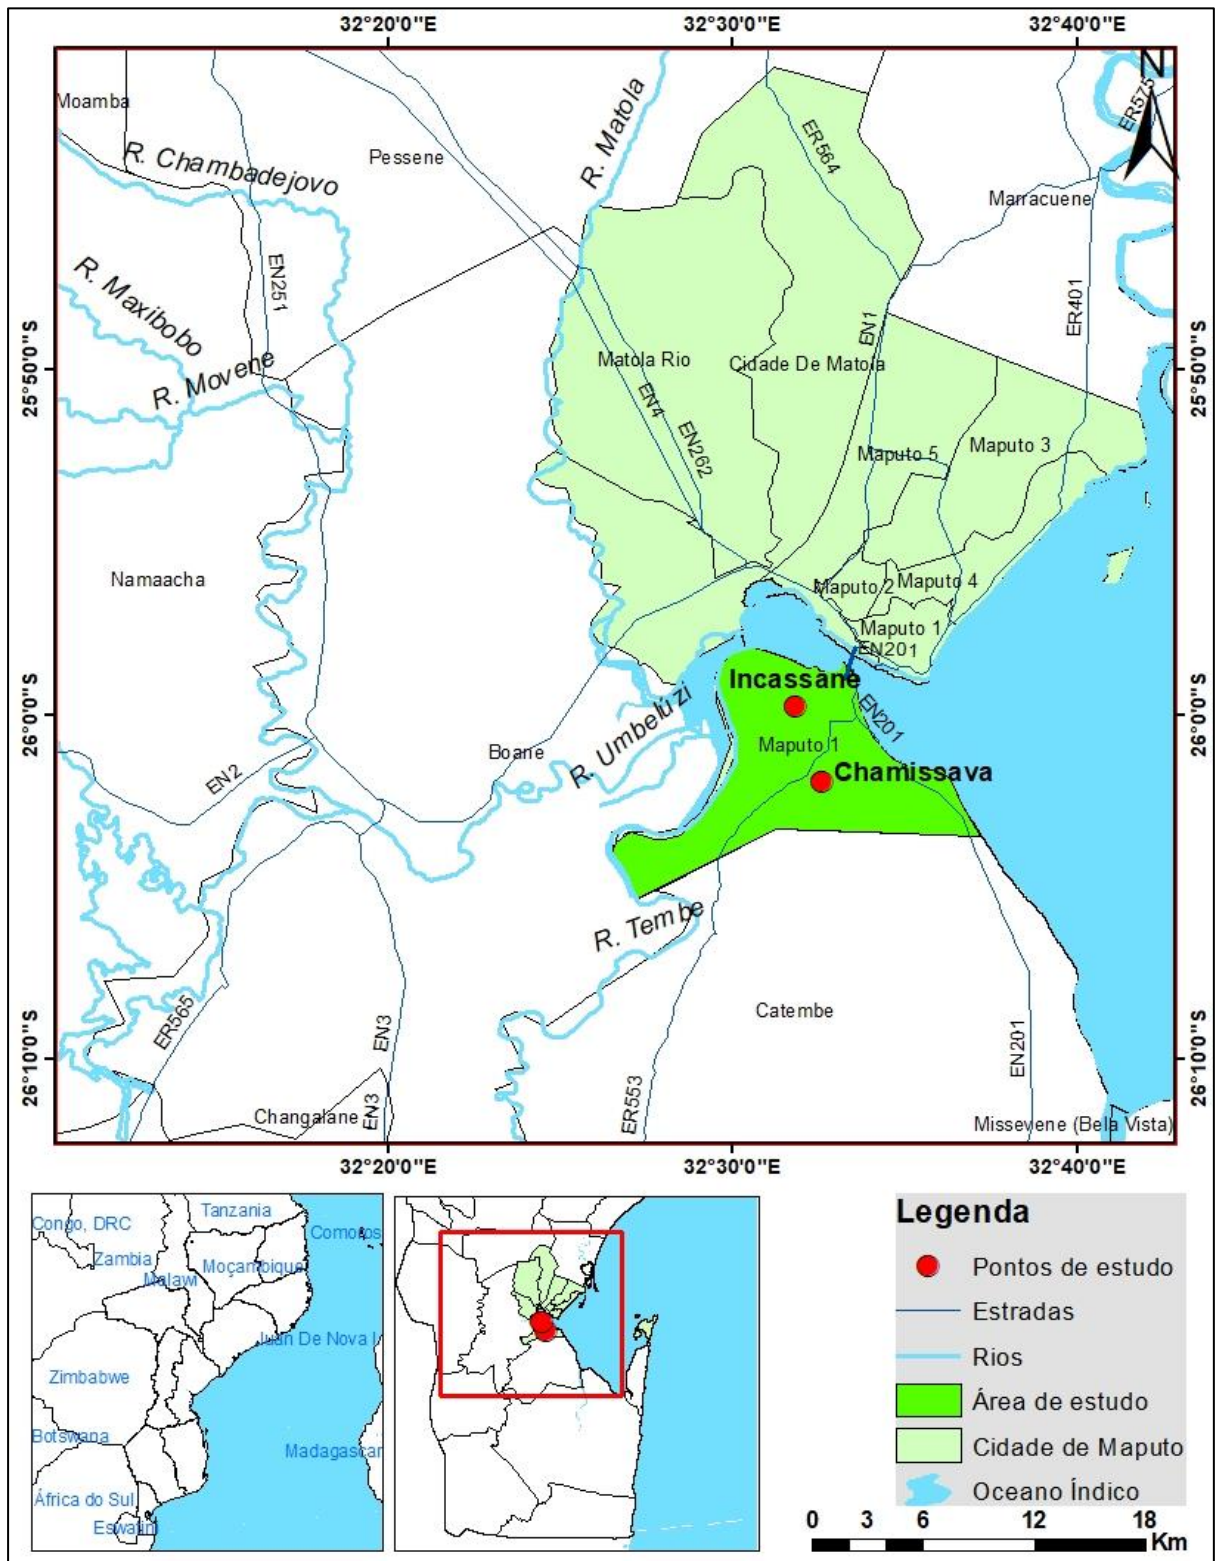 32°20'0"E
32°30'0"E
32°40'0"E
N
ER575
Moamba
R. Chambadejovo
Pessene
R. Matola
ER564
Marracuene
R. Maxibobo
EN251
ER401
25°50'0"S
R. Movene
Matola Rio
Cidade De Matola
EN1
25°50'0"S
EN4
EN262
Maputo 5
Maputo 3
Namaacha
Maputo 2
Maputo 4
Maputo 1
EN201
Incassane
26°0'0"S
R. Umbelúzi
EN201
26°0'0"S
Boane
Maputo 1
EN2
Chamissava
R. Tembe
Catembe
ER565
EN3
EN201
26°10'0"S
26°10'0"S
Changalane
EN3
ER553
Missevene (Bela Vista)
32°20'0"E
32°30'0"E
32°40'0"E
Congo, DRC
Tanzania
Comoros
Zambia
Malawi
Moçambique
Juan De Nova I
Zimbabwe
Botswana
Madagascar
África do Sul
Eswatini
Legenda
Pontos de estudo
Estradas
Rios
Área de estudo
Cidade de Maputo
Oceano Índico
0 3 6 12 18
Km